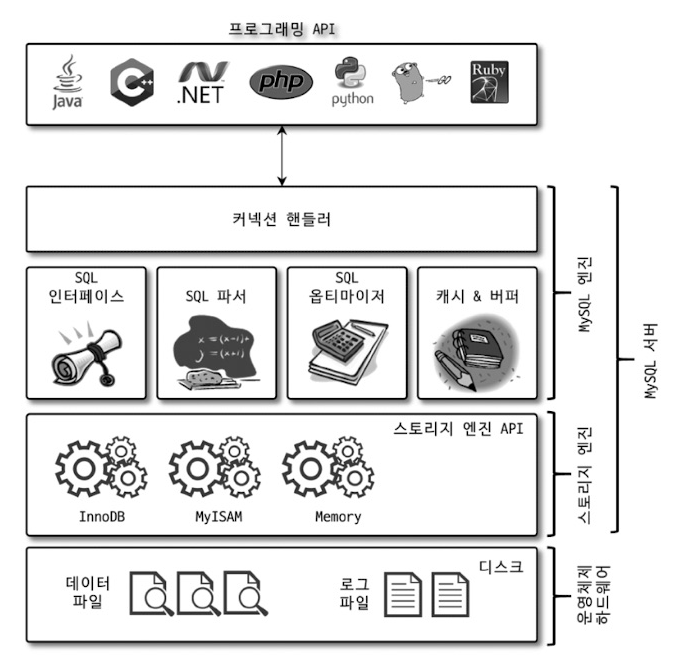 프로그래밍 API
Java
C++
.NET
php
python
GO
Ruby
커넥션 핸들러
SQL
인터페이스
SQL 파서
SQL
옵티마이저
캐시 & 버퍼
x = (x-1)+
y = (x+1)
MySQL 엔진
스토리지 엔진 API
InnoDB
MyISAM
Memory
스토리지 엔진
MySQL 서버
디스크
데이터
파일
로그
파일
운영체제
하드웨어